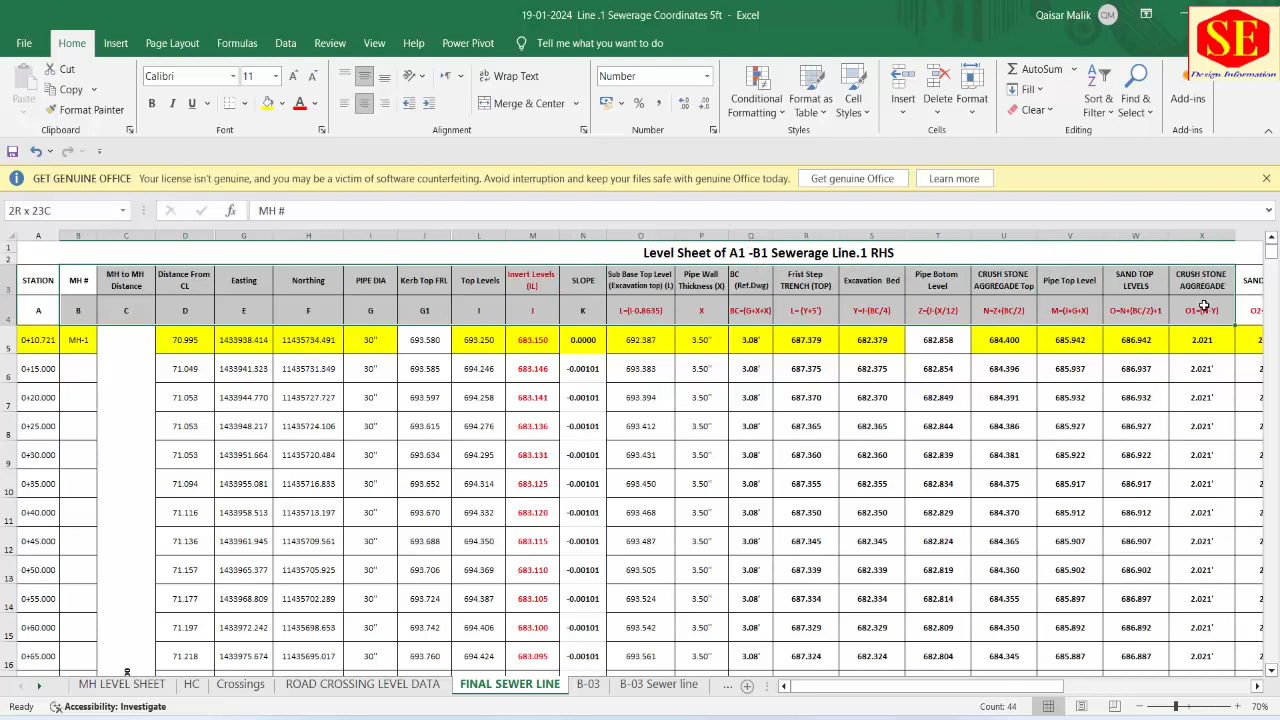 19-01-2024 Line .1 Sewerage Coordinates 5ft - Excel
Qaisar Malik QM
SE
Design Information
File Home Insert Page Layout Formulas Data Review View Help Power Pivot Tell me what you want to do
Cut
Copy
Format Painter
Paste
Clipboard
Calibri 11
B I U
Font
Wrap Text
Merge & Center
Alignment
Number
Number
Conditional Formatting
Format as Table
Cell Styles
Styles
Insert Delete Format
Cells
AutoSum
Fill
Clear
Sort & Filter
Find & Select
Editing
Add-ins
Add-ins
GET GENUINE OFFICE Your license isn't genuine, and you may be a victim of software counterfeiting. Avoid interruption and keep your files safe with genuine Office today. Get genuine Office Learn more
2R x 23C fx MH #
A B C D G H I J L M N O P Q R S T U V W X
1 Level Sheet of A1 -B1 Sewerage Line.1 RHS
2
3 STATION MH # MH to MH Distance Distance From CL Easting Northing PIPE DIA Kerb Top FRL Top Levels Invert Levels (IL) SLOPE Sub Base Top Level (Excavation top) (L) Pipe Wall Thickness (X) BC (Ref.Dwg) Frist Step TRENCH (TOP) Excavation Bed Pipe Botom Level CRUSH STONE AGGREGADE Top Pipe Top Level SAND TOP LEVELS CRUSH STONE AGGREGADE SAND
4 A B C D E F G G1 I J K L=(I-0.8635) X BC=(G+X+X) L= (Y+5') Y=J-(BC/4) Z=(J-(X/12) N=Z+(BC/2) M=(J+G+X) O=N+(BC/2)+1
5 0+10.721 MH-1 70.995 1433938.414 11435734.491 30" 693.580 693.250 683.150 0.0000 692.387 3.50" 3.08' 687.379 682.379 682.858 684.400 685.942 686.942 2.021
6 0+15.000 71.049 1433941.323 11435731.349 30" 693.585 694.246 683.146 -0.00101 693.383 3.50" 3.08' 687.375 682.375 682.854 684.396 685.937 686.937 2.021'
7 0+20.000 71.053 1433944.770 11435727.727 30" 693.597 694.258 683.141 -0.00101 693.394 3.50" 3.08' 687.370 682.370 682.849 684.391 685.932 686.932 2.021'
8 0+25.000 71.053 1433948.217 11435724.106 30" 693.615 694.276 683.136 -0.00101 693.412 3.50" 3.08' 687.365 682.365 682.844 684.386 685.927 686.927 2.021'
9 0+30.000 71.053 1433951.664 11435720.484 30" 693.634 694.295 683.131 -0.00101 693.431 3.50" 3.08' 687.360 682.360 682.839 684.381 685.922 686.922 2.021'
10 0+35.000 71.094 1433955.081 11435716.833 30" 693.652 694.314 683.125 -0.00101 693.450 3.50" 3.08' 687.355 682.355 682.834 684.375 685.917 686.917 2.021'
11 0+40.000 71.116 1433958.513 11435713.197 30" 693.670 694.332 683.120 -0.00101 693.468 3.50" 3.08' 687.350 682.350 682.829 684.370 685.912 686.912 2.021'
12 0+45.000 71.136 1433961.945 11435709.561 30" 693.688 694.350 683.115 -0.00101 693.487 3.50" 3.08' 687.345 682.345 682.824 684.365 685.907 686.907 2.021'
13 0+50.000 71.157 1433965.377 11435705.925 30" 693.706 694.369 683.110 -0.00101 693.505 3.50" 3.08' 687.339 682.339 682.819 684.360 685.902 686.902 2.021'
14 0+55.000 71.177 1433968.809 11435702.289 30" 693.724 694.387 683.105 -0.00101 693.524 3.50" 3.08' 687.334 682.334 682.814 684.355 685.897 686.897 2.021'
15 0+60.000 71.197 1433972.242 11435698.653 30" 693.742 694.406 683.100 -0.00101 693.542 3.50" 3.08' 687.329 682.329 682.809 684.350 685.892 686.892 2.021'
16 0+65.000 71.218 1433975.674 11435695.017 30" 693.760 694.424 683.095 -0.00101 693.561 3.50" 3.08' 687.324 682.324 682.804 684.345 685.887 686.887 2.021'
MH LEVEL SHEET HC Crossings ROAD CROSSING LEVEL DATA FINAL SEWER LINE B-03 B-03 Sewer line ...
Ready Accessibility: Investigate Count: 44 70%